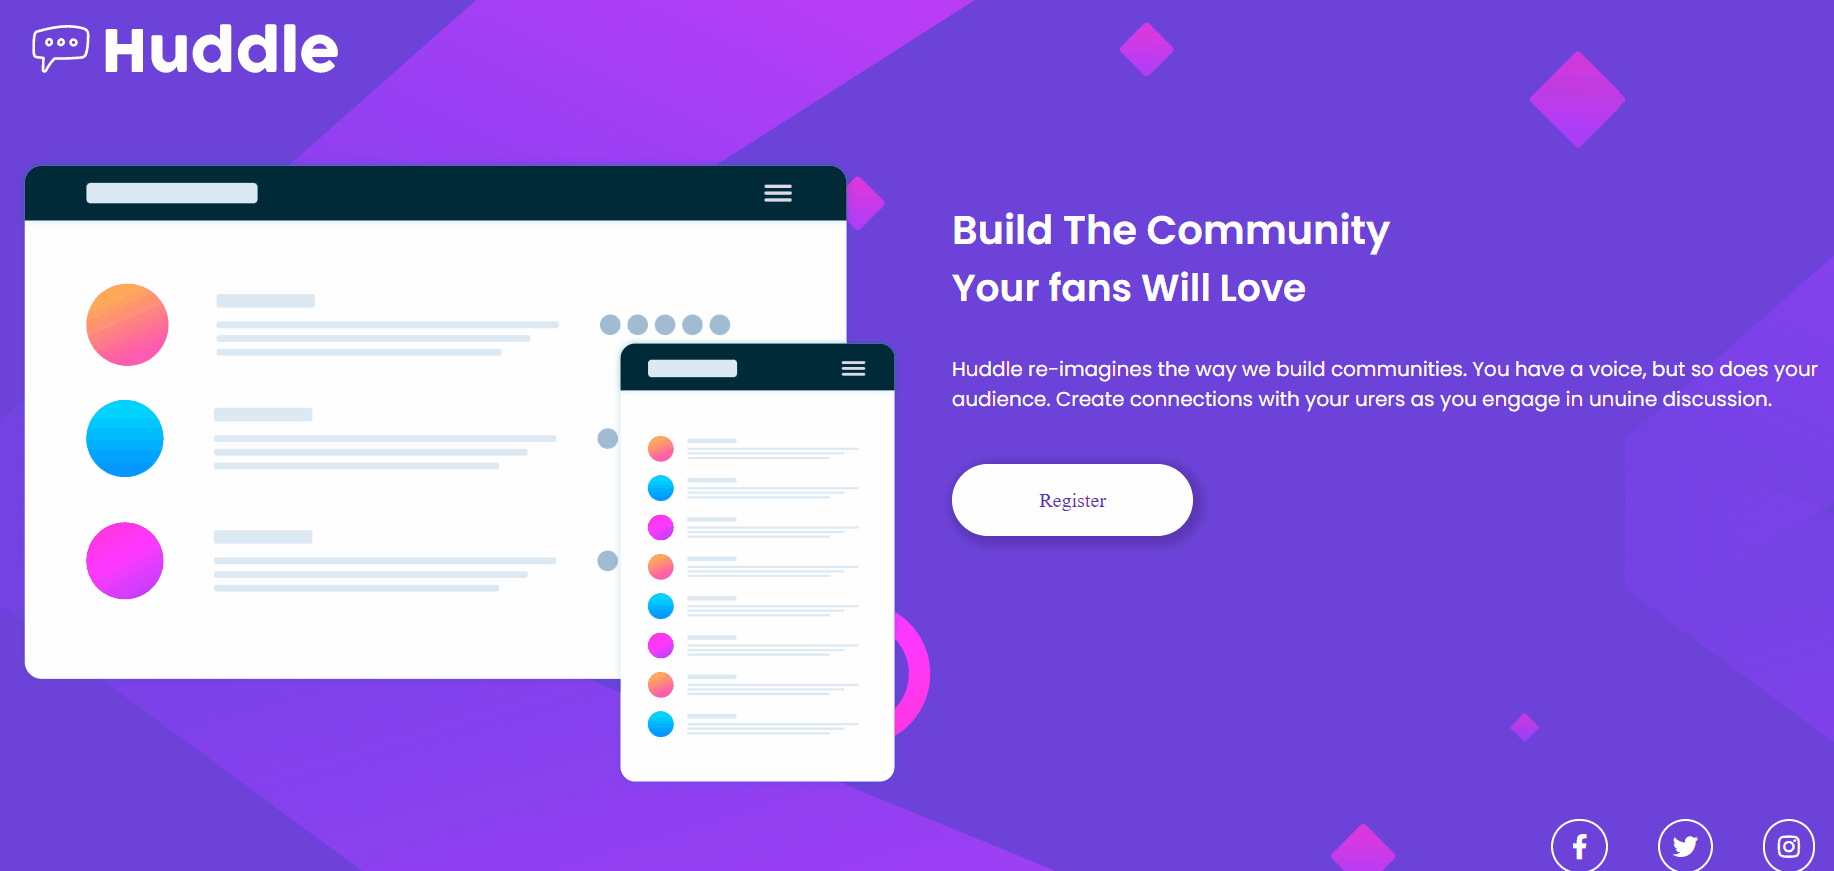 Huddle
Build The Community
Your fans Will Love
Huddle re-imagines the way we build communities. You have a voice, but so does your
audience. Create connections with your urers as you engage in unuine discussion.
Register